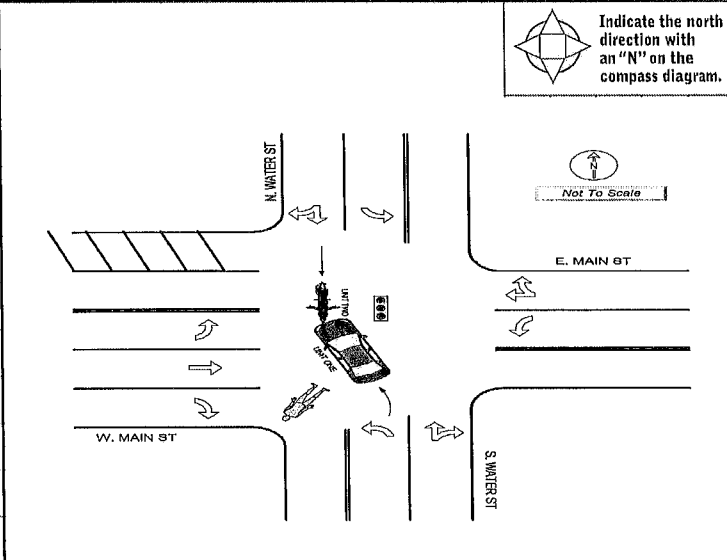 Indicate the north
direction with
an "N" on the
compass diagram.
N. WATER ST
N
Not To Scale
E. MAIN ST
UNIT TWO
UNIT ONE
W. MAIN ST
S. WATER ST